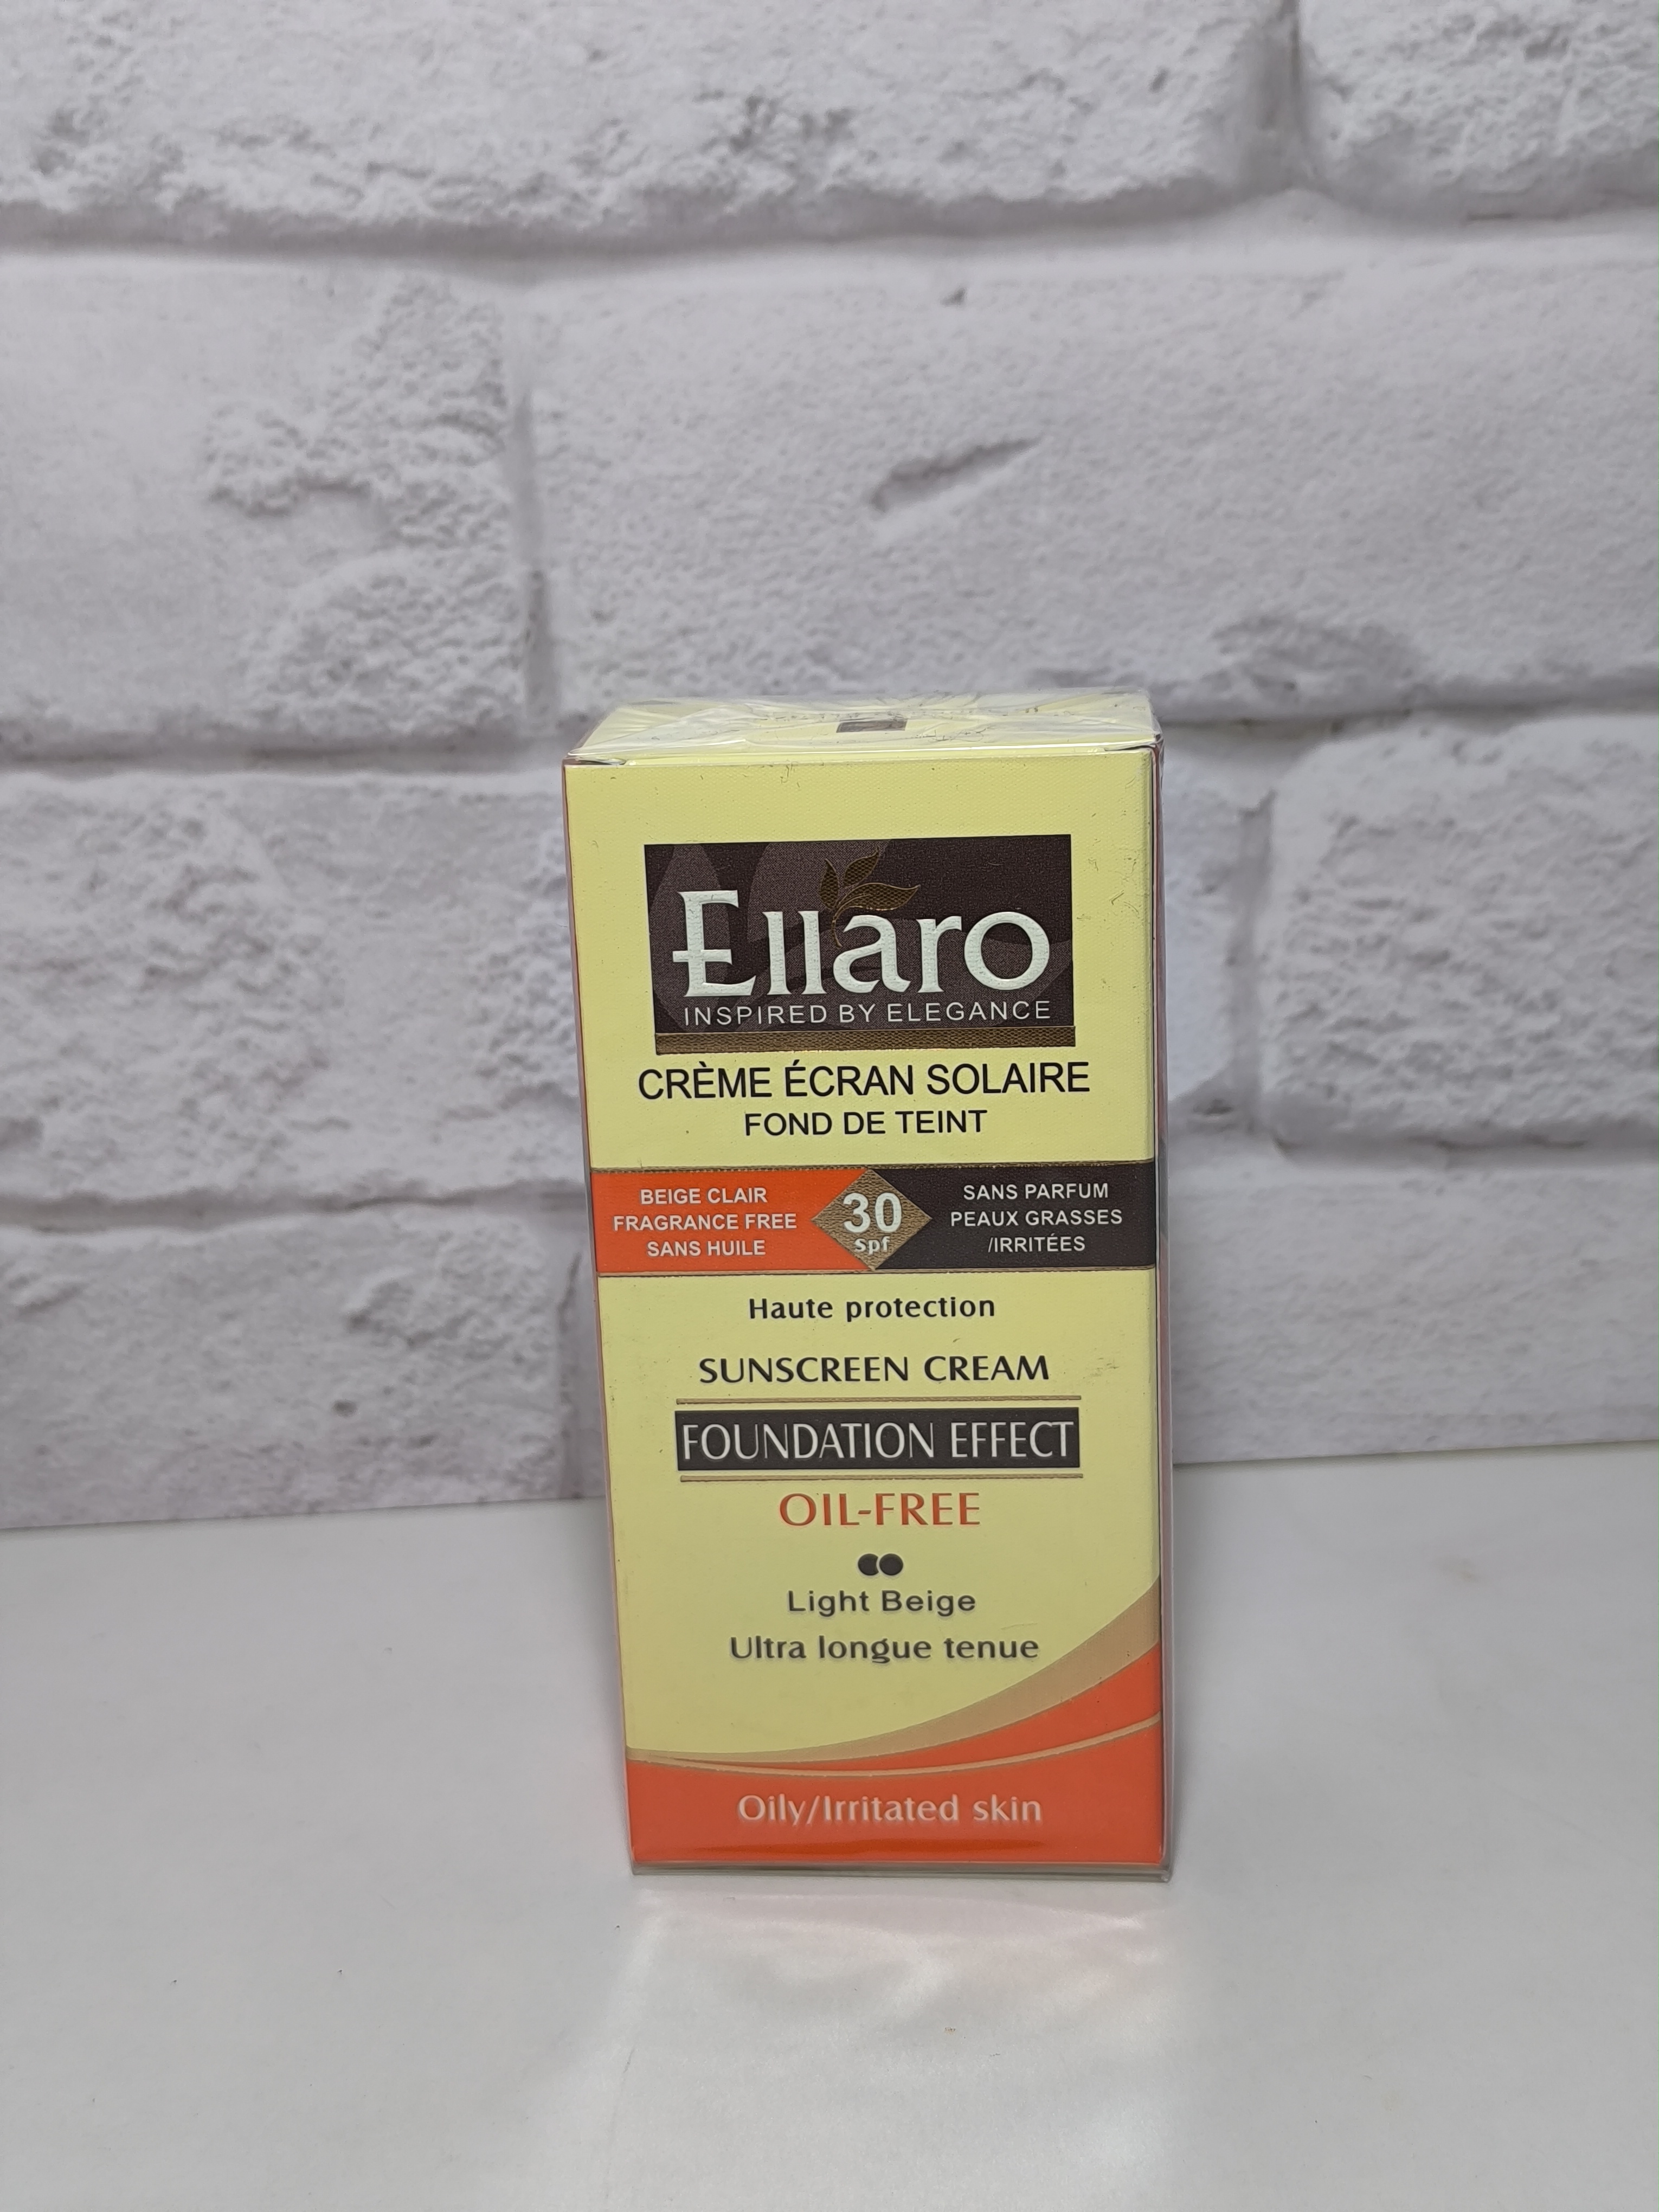 Ellaro
INSPIRED BY ELEGANCE
CRÈME ÉCRAN SOLAIRE
FOND DE TEINT
BEIGE CLAIR
FRAGRANCE FREE
SANS HUILE
30
spf
SANS PARFUM
PEAUX GRASSES
/IRRITÉES
Haute protection
SUNSCREEN CREAM
FOUNDATION EFFECT
OIL-FREE
Light Beige
Ultra longue tenue
Oily/Irritated skin